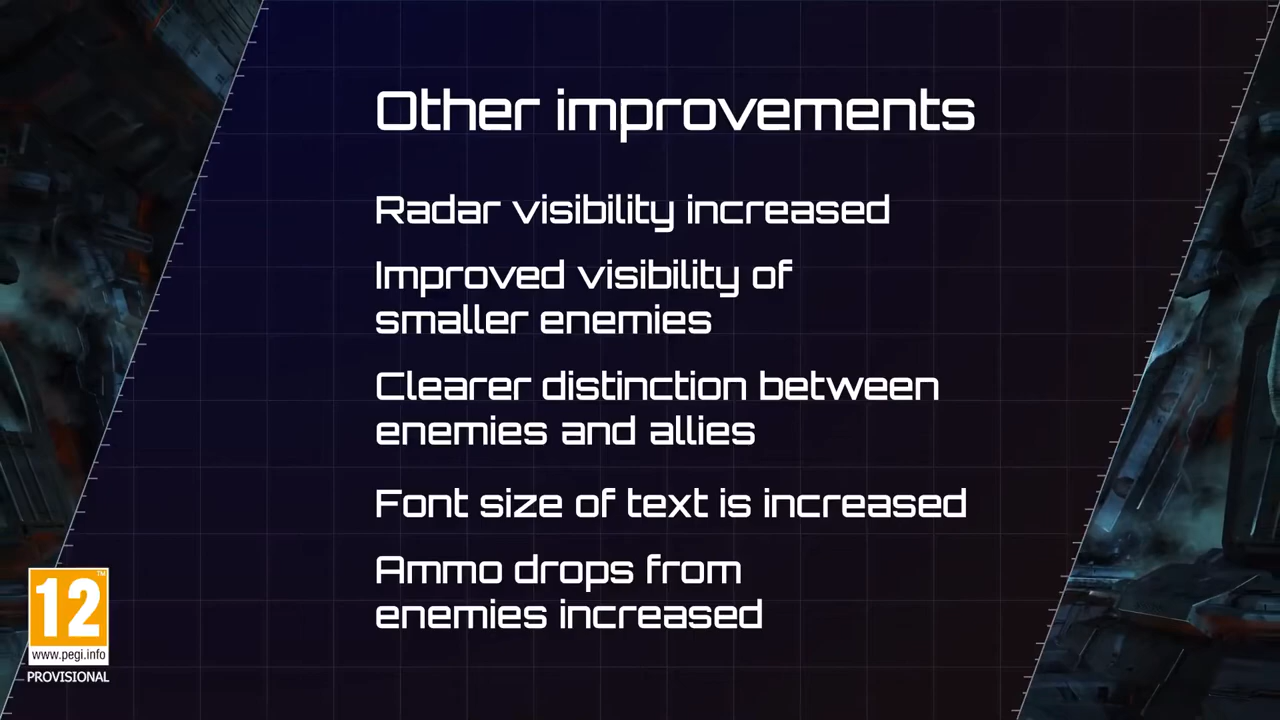 Other improvements
Radar visibility increased
Improved visibility of
smaller enemies
Clearer distinction between
enemies and allies
Font size of text is increased
Ammo drops from
enemies increased
12™
www.pegi.info
PROVISIONAL